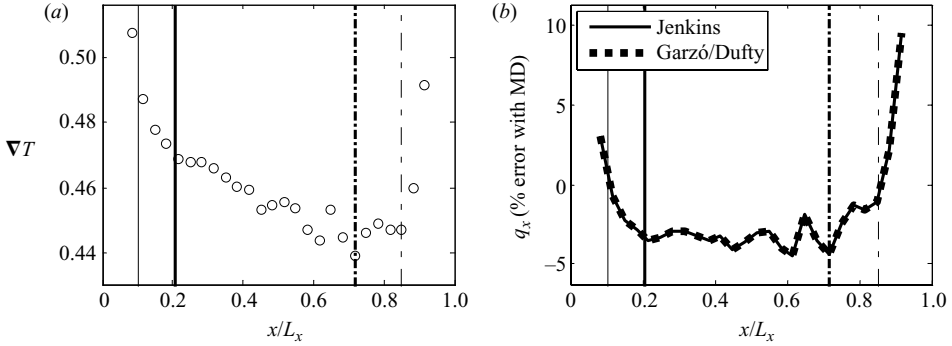 (a)
0.50
0.48
0.46
0.44
∇T
0 0.2 0.4 0.6 0.8 1.0
x/Lₓ
(b)
Jenkins
Garzó/Dufty
10
5
0
−5
qₓ (% error with MD)
0 0.2 0.4 0.6 0.8 1.0
x/Lₓ